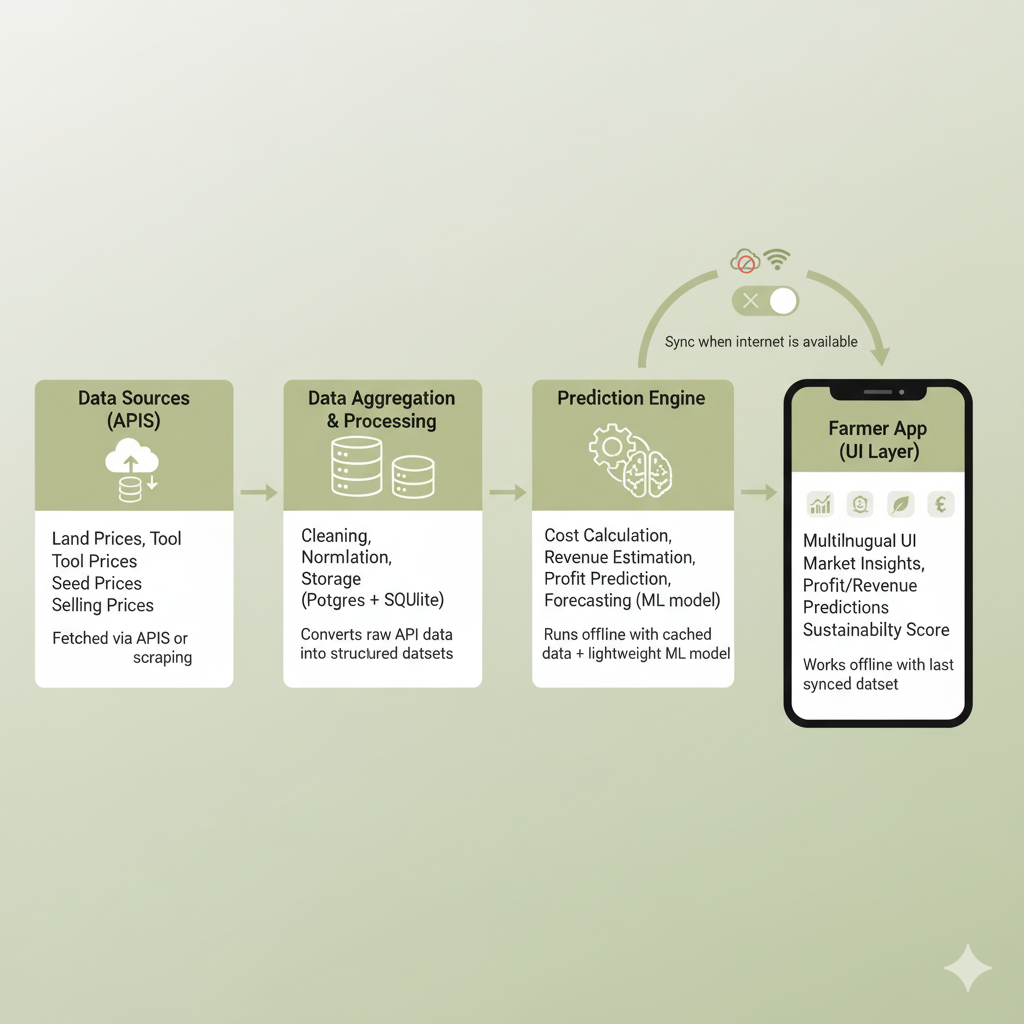 Sync when internet is available
Data Sources
(APIS)
Land Prices, Tool
Tool Prices
Seed Prices
Selling Prices
Fetched via APIS or
scraping
Data Aggregation
& Processing
Cleaning,
Normlation,
Storage
(Potgres + SQUlite)
Converts raw API data
into structured datsets
Prediction Engine
Cost Calculation,
Revenue Estimation,
Profit Prediction,
Forecasting (ML model)
Runs offline with cached
data + lightweight ML model
Farmer App
(UI Layer)
£
Multilnugual UI
Market Insights,
Profit/Revenue
Predictions
Sustainabilty Score
Works offline with last
synced datset